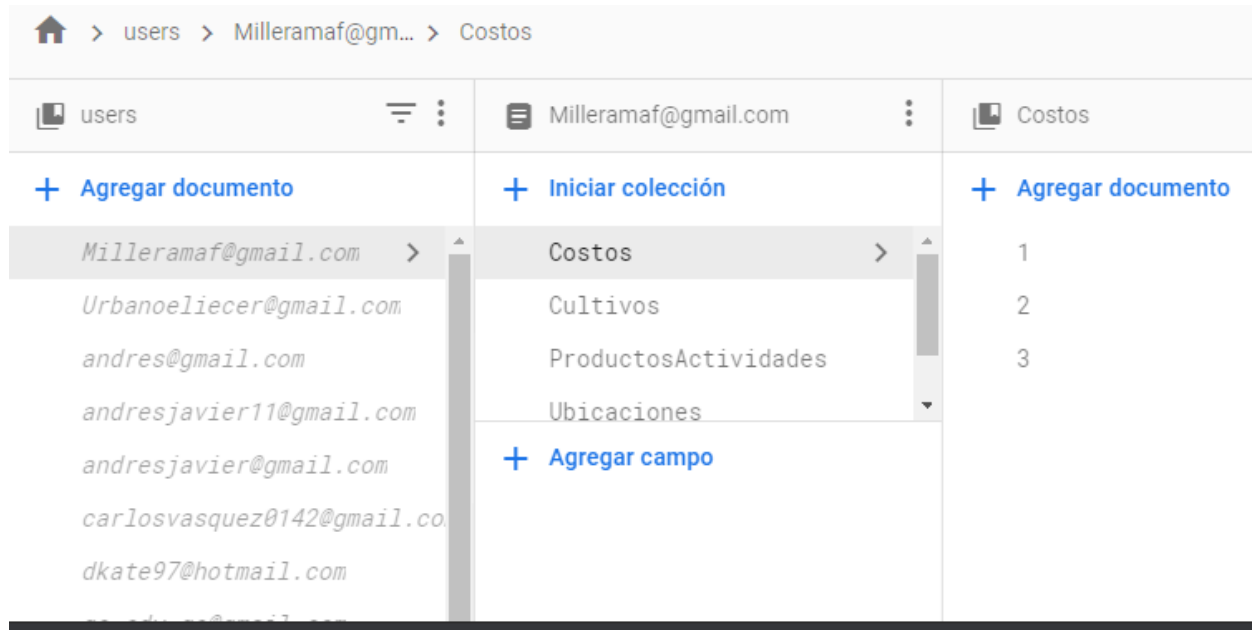 users > Milleramaf@gm... > Costos
users
Milleramaf@gmail.com
Costos
+ Agregar documento
+ Iniciar colección
+ Agregar documento
Milleramaf@gmail.com >
Costos >
1
Urbanoeliecer@gmail.com
Cultivos
2
andres@gmail.com
ProductosActividades
3
andresjavier11@gmail.com
Ubicaciones
andresjavier@gmail.com
+ Agregar campo
carlosvasquez0142@gmail.co
dkate97@hotmail.com